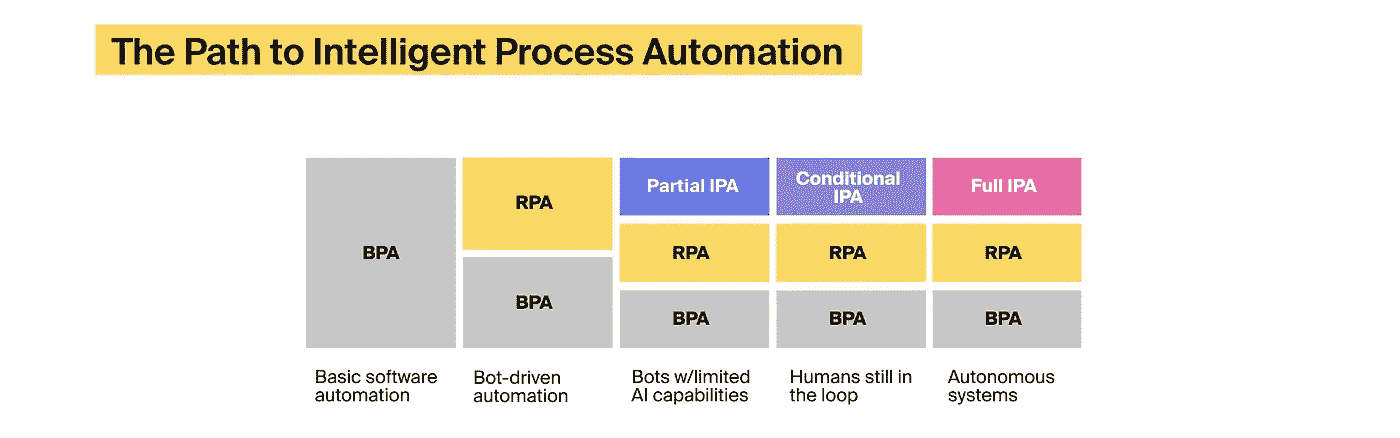 The Path to Intelligent Process Automation
BPA
Basic software
automation
RPA
BPA
Bot-driven
automation
Partial IPA
RPA
BPA
Bots w/limited
AI capabilities
Conditional
IPA
RPA
BPA
Humans still in
the loop
Full IPA
RPA
BPA
Autonomous
systems